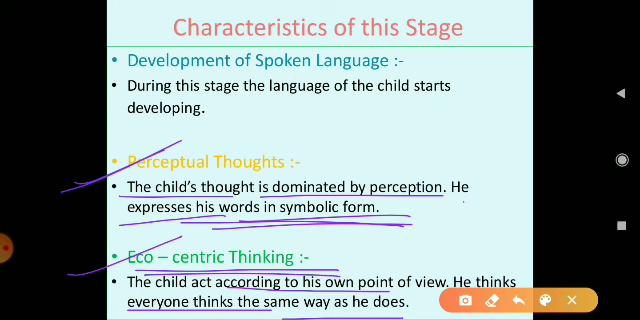 Characteristics of this Stage
• Development of Spoken Language :-
• During this stage the language of the child starts
developing.
• Perceptual Thoughts :-
• The child's thought is dominated by perception. He
expresses his words in symbolic form.
• Eco – centric Thinking :-
• The child act according to his own point of view. He thinks
everyone thinks the same way as he does.